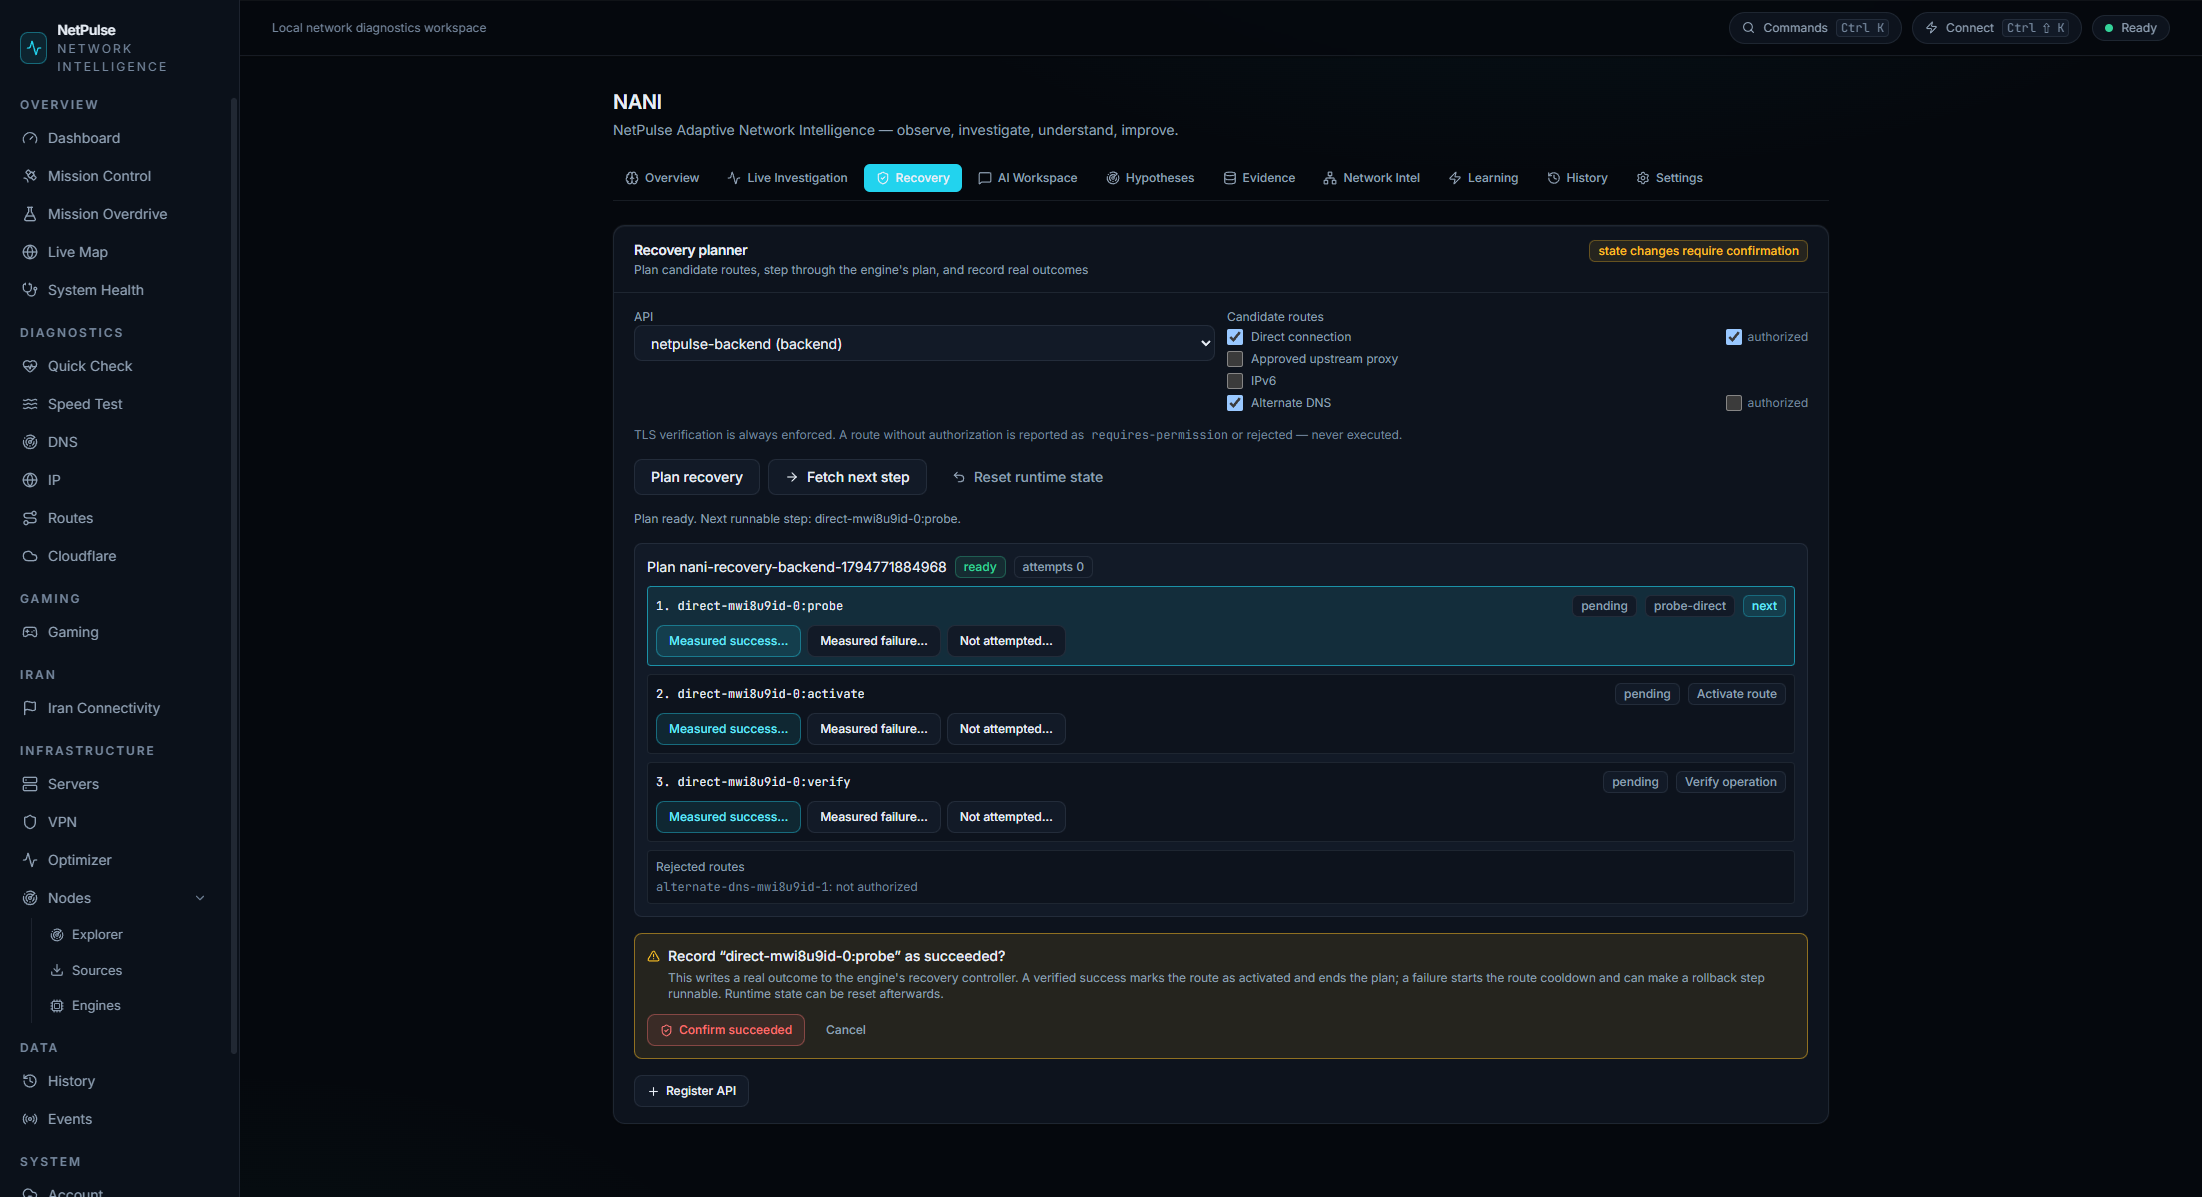 NetPulse
NETWORK
INTELLIGENCE
OVERVIEW
Dashboard
Mission Control
Mission Overdrive
Live Map
System Health
DIAGNOSTICS
Quick Check
Speed Test
DNS
IP
Routes
Cloudflare
GAMING
Gaming
IRAN
Iran Connectivity
INFRASTRUCTURE
Servers
VPN
Optimizer
Nodes
Explorer
Sources
Engines
DATA
History
Events
SYSTEM
Account
Local network diagnostics workspace
Commands Ctrl K
Connect Ctrl ⇧ K
Ready
NANI
NetPulse Adaptive Network Intelligence — observe, investigate, understand, improve.
Overview Live Investigation Recovery AI Workspace Hypotheses Evidence Network Intel Learning History Settings
Recovery planner
Plan candidate routes, step through the engine's plan, and record real outcomes
state changes require confirmation
API
netpulse-backend (backend)
Candidate routes
Direct connection authorized
Approved upstream proxy
IPv6
Alternate DNS authorized
TLS verification is always enforced. A route without authorization is reported as requires-permission or rejected — never executed.
Plan recovery → Fetch next step Reset runtime state
Plan ready. Next runnable step: direct-mwi8u9id-0:probe.
Plan nani-recovery-backend-1794771884968 ready attempts 0
1. direct-mwi8u9id-0:probe pending probe-direct next
Measured success... Measured failure... Not attempted...
2. direct-mwi8u9id-0:activate pending Activate route
Measured success... Measured failure... Not attempted...
3. direct-mwi8u9id-0:verify pending Verify operation
Measured success... Measured failure... Not attempted...
Rejected routes
alternate-dns-mwi8u9id-1: not authorized
Record “direct-mwi8u9id-0:probe” as succeeded?
This writes a real outcome to the engine's recovery controller. A verified success marks the route as activated and ends the plan; a failure starts the route cooldown and can make a rollback step
runnable. Runtime state can be reset afterwards.
Confirm succeeded Cancel
+ Register API